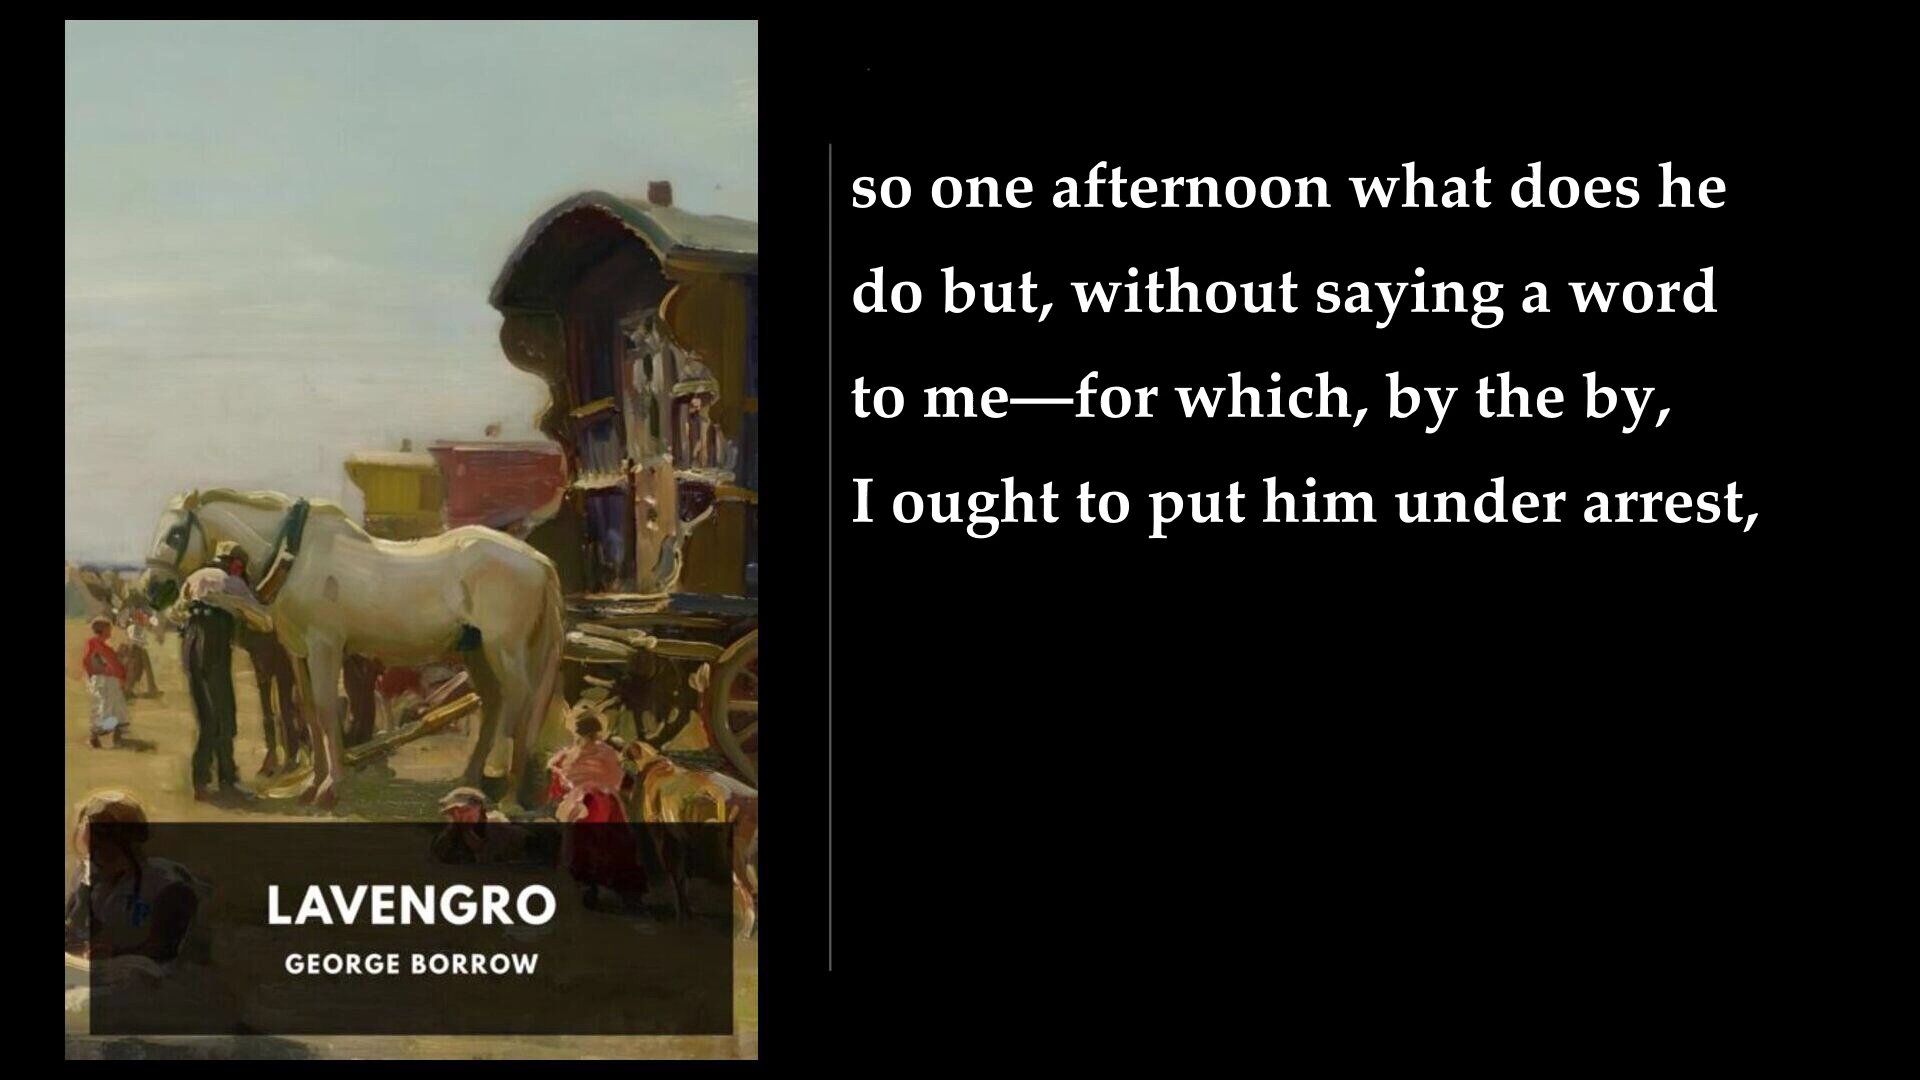 so one afternoon what does he
do but, without saying a word
to me—for which, by the by,
I ought to put him under arrest,
LAVENGRO
GEORGE BORROW